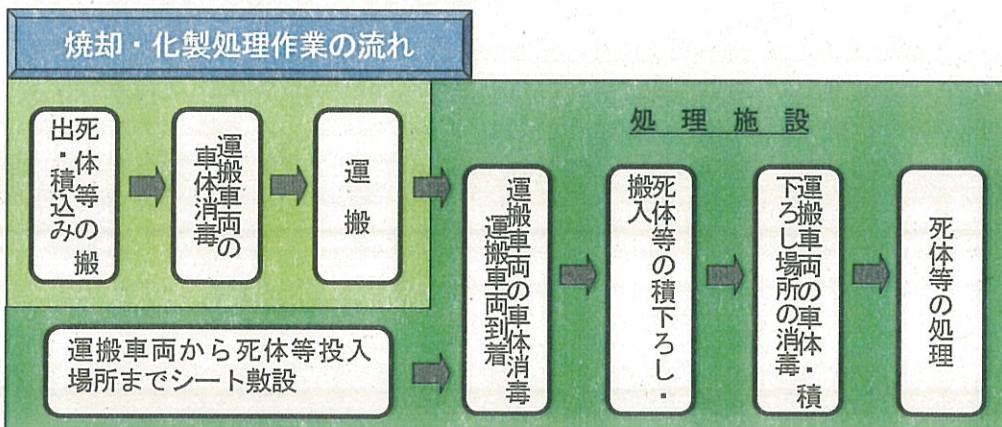 焼却・化製処理作業の流れ
処理施設
死体等の搬
出・積込み
運搬車両の
車体消毒
運搬
運搬車両の車体消毒
運搬車両到着
死体等の積下ろし・
搬入
運搬車両の車体・積
下ろし場所の消毒
死体等の処理
運搬車両から死体等投入
場所までシート敷設